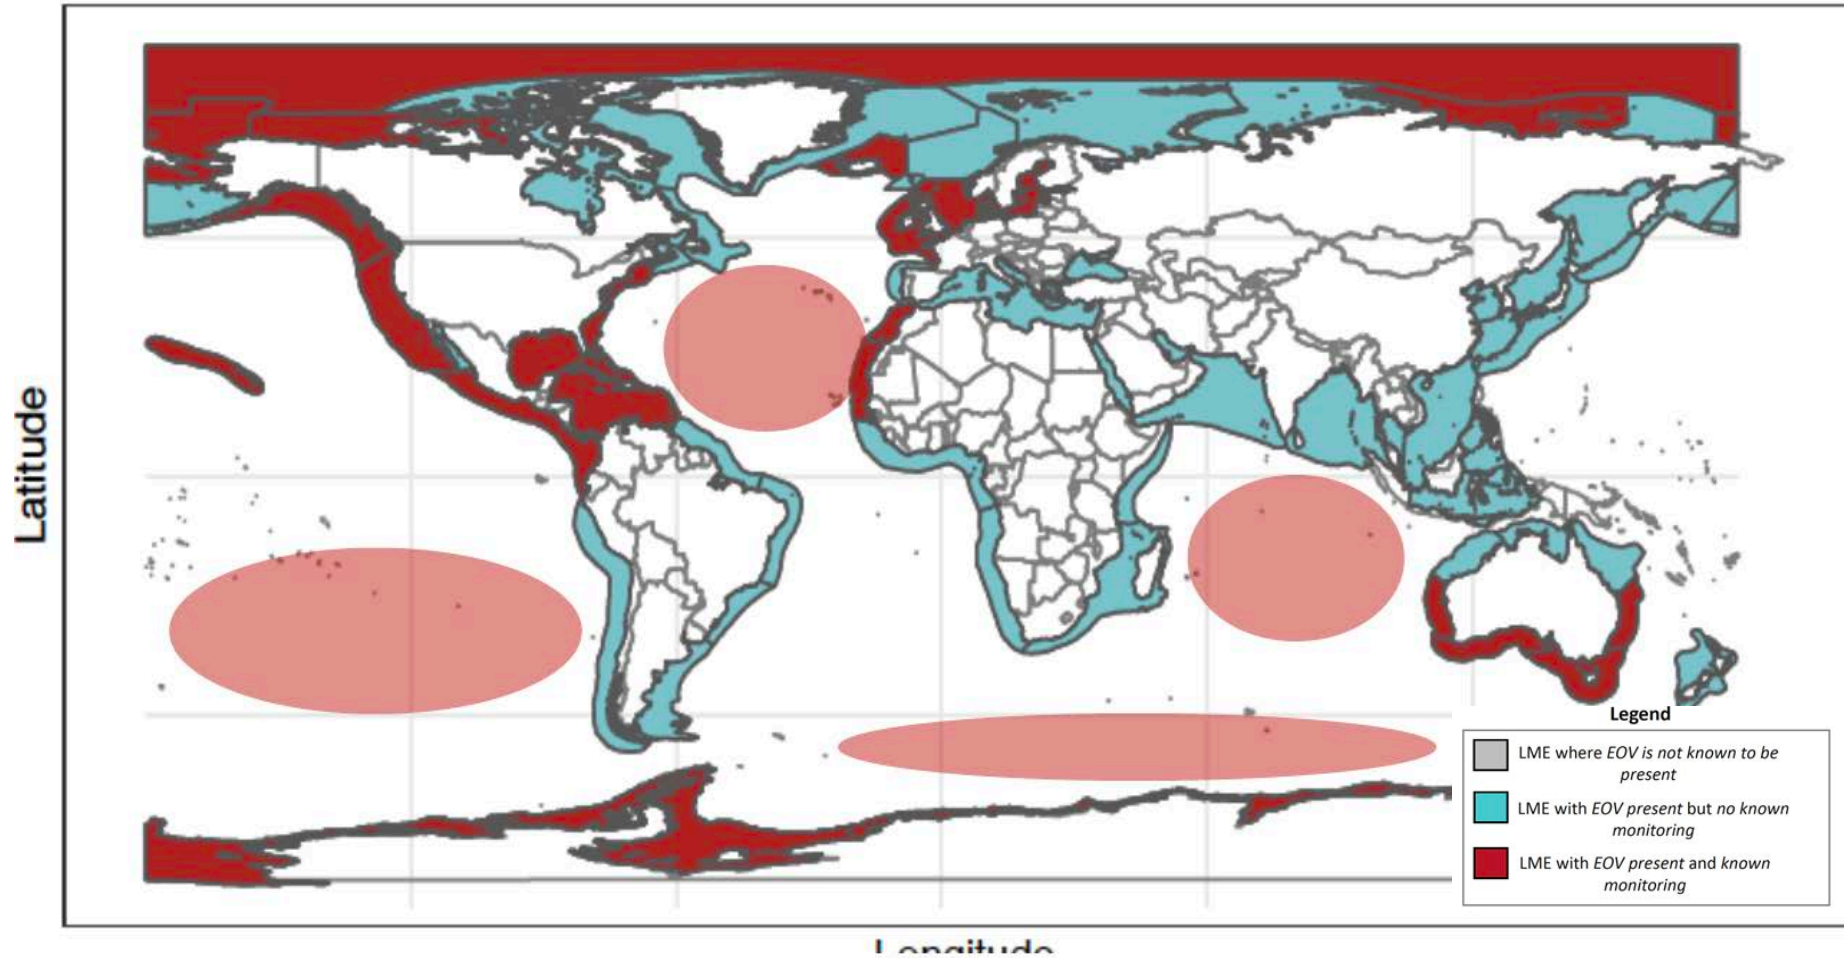 Latitude
Legend
LME where EOV is not known to be
present
LME with EOV present but no known
monitoring
LME with EOV present and known
monitoring
Longitude